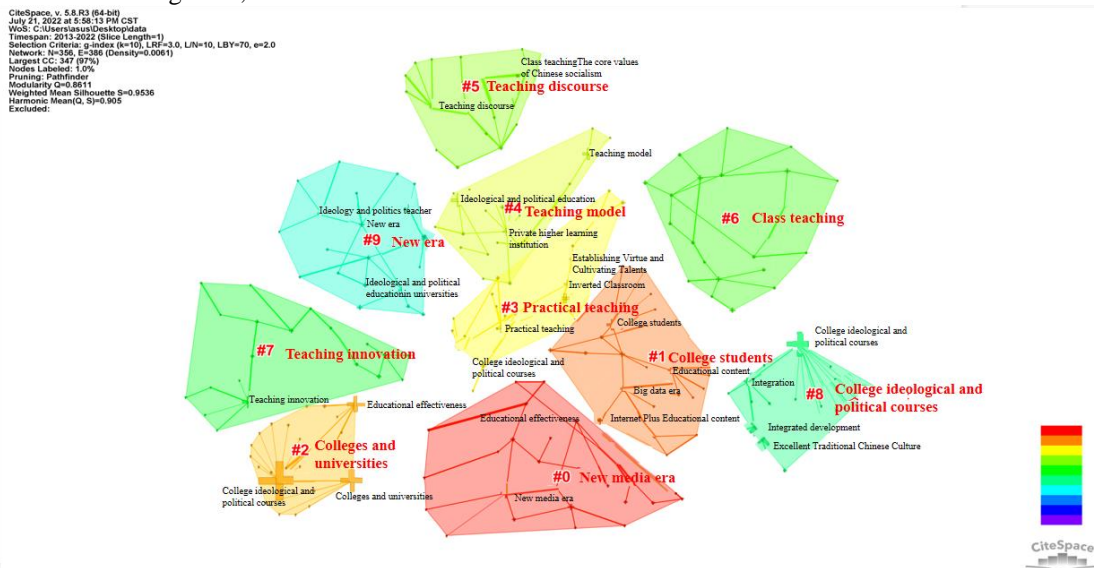 CiteSpace, v. 5.8.R3 (64-bit)
July 21, 2022 at 5:58:13 PM CST
WoS: C:\Users\asus\Desktop\data
Timespan: 2013-2022 (Slice Length=1)
Selection Criteria: g-index (k=10), LRF=3.0, L/N=10, LBY=70, e=2.0
Network: N=356, E=386 (Density=0.0061)
Largest CC: 347 (97%)
Nodes Labeled: 1.0%
Pruning: Pathfinder
Modularity Q=0.8611
Weighted Mean Silhouette S=0.9536
Harmonic Mean(Q, S)=0.905
Excluded:
Class teachingThe core values
of Chinese socialism
#5 Teaching discourse
Teaching discourse
Teaching model
Ideological and political education
#4 Teaching model
Private higher learning
institution
Ideology and politics teacher
New era
#9 New era
Ideological and political
educationin universities
#6 Class teaching
Establishing Virtue and
Cultivating Talents
Inverted Classroom
#3 Practical teaching
Practical teaching
College ideological and
political courses
College students
#1 College students
Educational content.
Big data era
Internet Plus Educational content
College ideological and
political courses
Integration
#8 College ideological and
political courses
Integrated development
Excellent Traditional Chinese Culture
#7 Teaching innovation
Teaching innovation
Educational effectiveness
#2 Colleges and
universities
College ideological and
political courses
Colleges and universities
Educational effectiveness
#0 New media era
New media era
CiteSpace